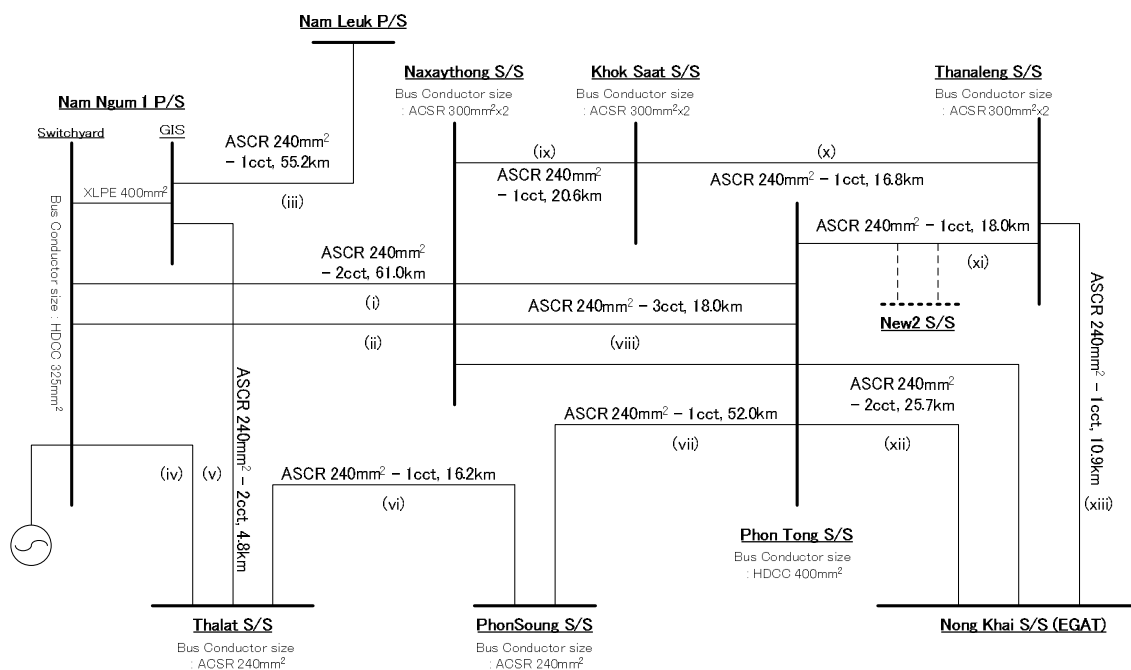 Nam Leuk P/S
Naxaythong S/S
Bus Conductor size
: ACSR 300mm²x2
Khok Saat S/S
Bus Conductor size
: ACSR 300mm²x2
Thanaleng S/S
Bus Conductor size
: ACSR 300mm²x2
Nam Ngum 1 P/S
Switchyard
GIS
XLPE 400mm²
Bus Conductor size : HDCC 325mm²
ASCR 240mm²
- 1cct, 55.2km
(iii)
(ix)
ASCR 240mm²
- 1cct, 20.6km
(x)
ASCR 240mm² - 1cct, 16.8km
ASCR 240mm² - 1cct, 18.0km
(xi)
New2 S/S
ASCR 240mm²
- 2cct, 61.0km
(i)
(ii)
ASCR 240mm² - 3cct, 18.0km
(viii)
ASCR 240mm² - 1cct, 10.9km
(xiii)
ASCR 240mm²
- 2cct, 25.7km
(xii)
ASCR 240mm² - 1cct, 52.0km
(vii)
(iv)
(v)
ASCR 240mm² - 2cct, 4.8km
ASCR 240mm² - 1cct, 16.2km
(vi)
Phon Tong S/S
Bus Conductor size
: HDCC 400mm²
Thalat S/S
Bus Conductor size
: ACSR 240mm²
PhonSoung S/S
Bus Conductor size
: ACSR 240mm²
Nong Khai S/S (EGAT)